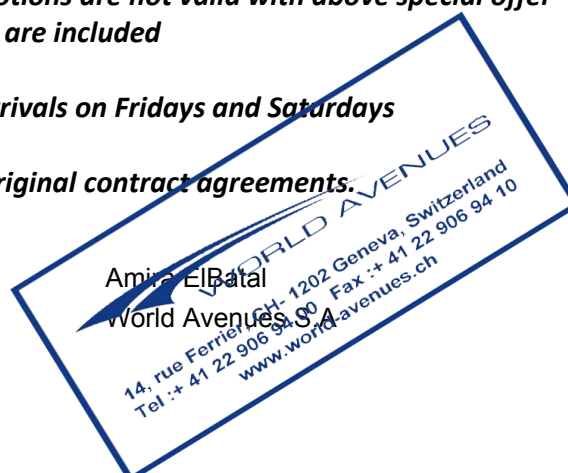 otions are not valid with above special offer
are included
rivals on Fridays and Saturdays
riginal contract agreements.
Amira ElBatal
World Avenues S.A
WORLD AVENUES
14, rue Ferrier, CH- 1202 Geneva, Switzerland
Tel :+ 41 22 906 94 00 Fax :+ 41 22 906 94 10
www.world-avenues.ch